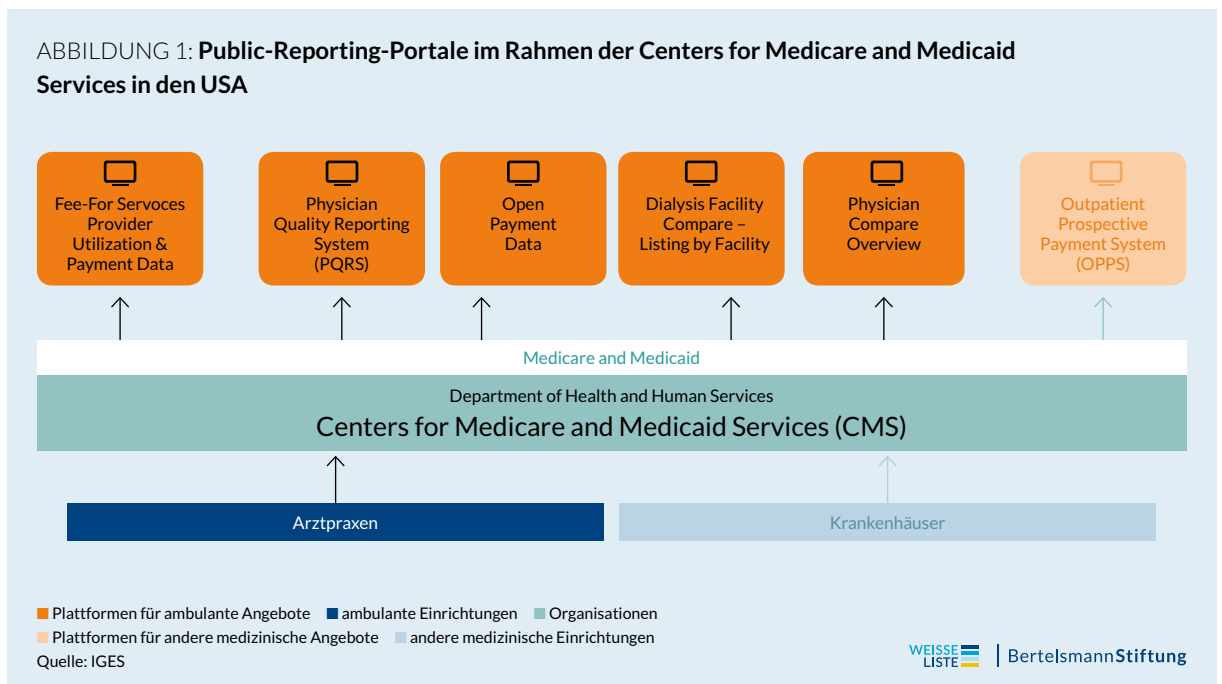 ABBILDUNG 1: Public-Reporting-Portale im Rahmen der Centers for Medicare and Medicaid
Services in den USA
Fee-For Servoces
Provider
Utilization &
Payment Data
Physician
Quality Reporting
System
(PQRS)
Open
Payment
Data
Dialysis Facility
Compare –
Listing by Facility
Physician
Compare
Overview
Outpatient
Prospective
Payment System
(OPPS)
Medicare and Medicaid
Department of Health and Human Services
Centers for Medicare and Medicaid Services (CMS)
Arztpraxen
Krankenhäuser
Plattformen für ambulante Angebote
ambulante Einrichtungen
Organisationen
Plattformen für andere medizinische Angebote
andere medizinische Einrichtungen
Quelle: IGES
WEISSE
LISTE
BertelsmannStiftung